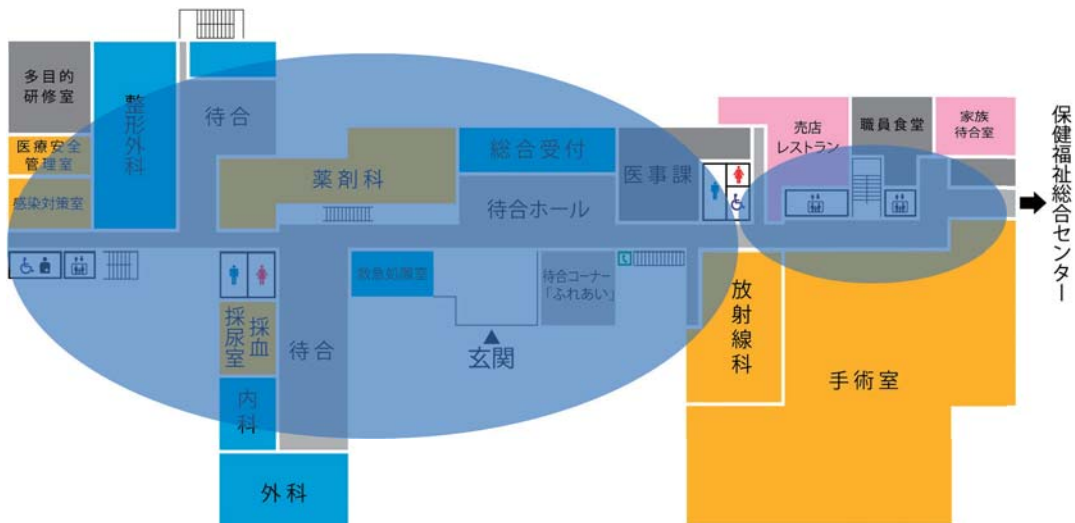 多目的
研修室
医療安全
管理室
感染対策室
整形外科
待合
薬剤科
総合受付
待合ホール
医事課
売店
レストラン
職員食堂
家族
待合室
保健福祉総合センター
救急処置室
待合コーナー
「ふれあい」
玄関
採血
採尿室
待合
内科
外科
放射線科
手術室